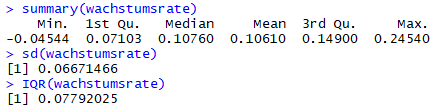 > summary(wachstumsrate)
    Min.  1st Qu.   Median     Mean  3rd Qu.     Max.
-0.04544  0.07103  0.10760  0.10610  0.14900  0.24540
> sd(wachstumsrate)
[1] 0.06671466
> IQR(wachstumsrate)
[1] 0.07792025